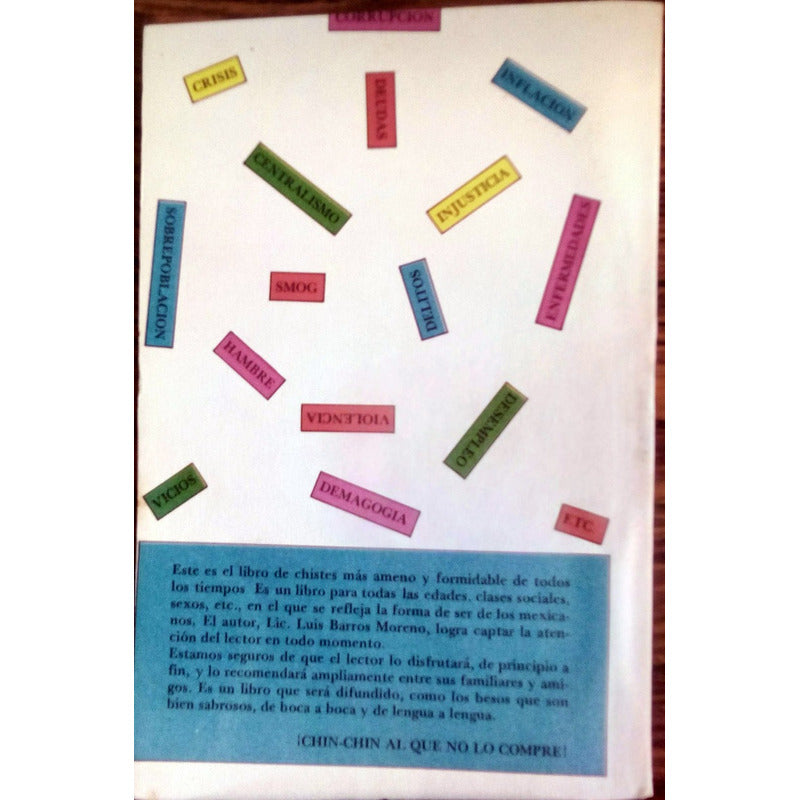 CORRUPCION
CRISIS
DEUDAS
INFLACION
CENTRALISMO
INJUSTICIA
SOBREPOBLACION
ENFERMEDADES
SMOG
DELITOS
HAMBRE
VIOLENCIA
DESEMPLEO
VICIOS
DEMAGOGIA
ETC.
Este es el libro de chistes más ameno y formidable de todos
los tiempos. Es un libro para todas las edades, clases sociales,
sexos, etc., en el que se refleja la forma de ser de los mexica-
nos. El autor, Lic. Luis Barros Moreno, logra captar la aten-
ción del lector en todo momento.
Estamos seguros de que el lector lo disfrutará, de principio a
fin, y lo recomendará ampliamente entre sus familiares y ami-
gos. Es un libro que será difundido, como los besos que son
bien sabrosos, de boca a boca y de lengua a lengua.
¡CHIN-CHIN AL QUE NO LO COMPRE!